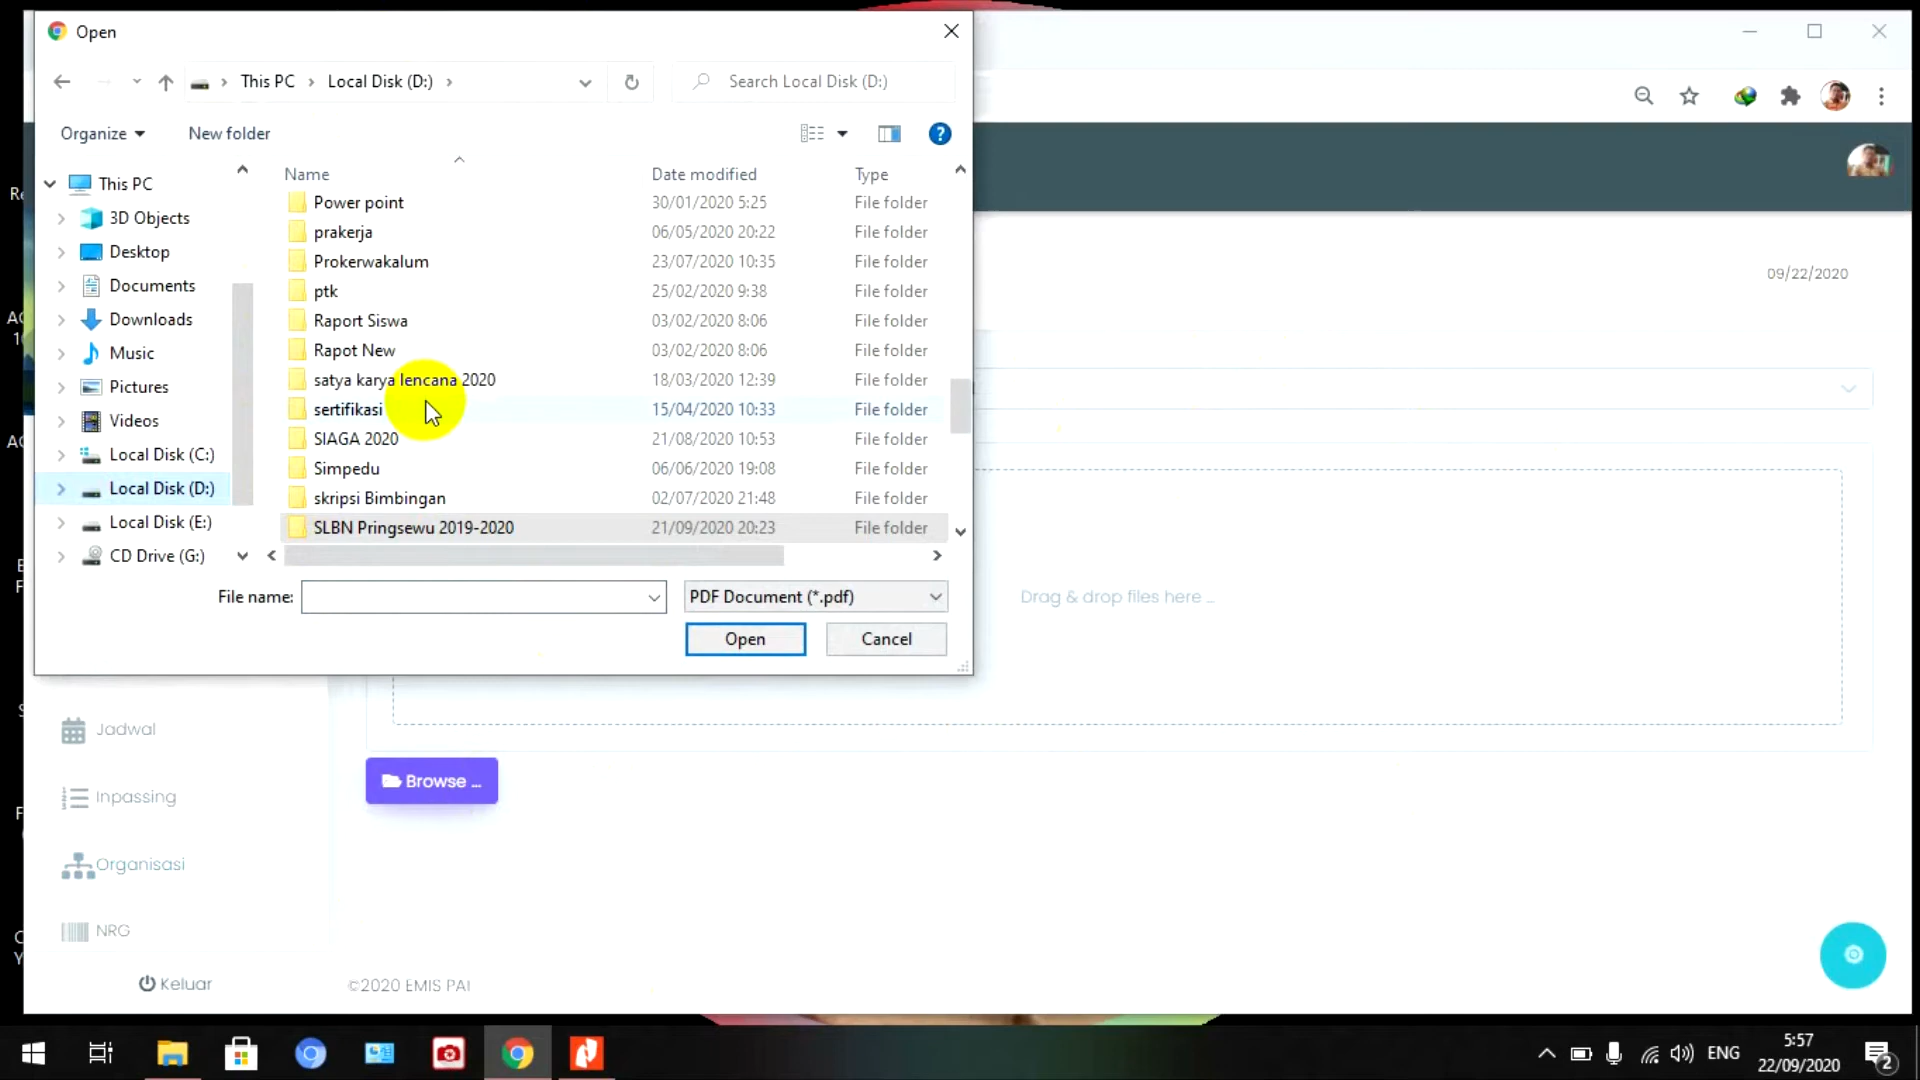 Open
This PC
Local Disk (D:)
Search Local Disk (D:)
Organize
New folder
Name
Date modified
Type
This PC
3D Objects
Desktop
Documents
Downloads
Music
Pictures
Videos
Local Disk (C:)
Local Disk (D:)
Local Disk (E:)
CD Drive (G:)
Power point 30/01/2020 5:25 File folder
prakerja 06/05/2020 20:22 File folder
Prokerwakalum 23/07/2020 10:35 File folder
ptk 25/02/2020 9:38 File folder
Raport Siswa 03/02/2020 8:06 File folder
Rapot New 03/02/2020 8:06 File folder
satya karya lencana 2020 18/03/2020 12:39 File folder
sertifikasi 15/04/2020 10:33 File folder
SIAGA 2020 21/08/2020 10:53 File folder
Simpedu 06/06/2020 19:08 File folder
skripsi Bimbingan 02/07/2020 21:48 File folder
SLBN Pringsewu 2019-2020 21/09/2020 20:23 File folder
File name:
PDF Document (*.pdf)
Open
Cancel
09/22/2020
Drag & drop files here ...
Browse ...
Jadwal
Inpassing
Organisasi
NRG
Keluar
©2020 EMIS PAI
ENG
5:57
22/09/2020
2